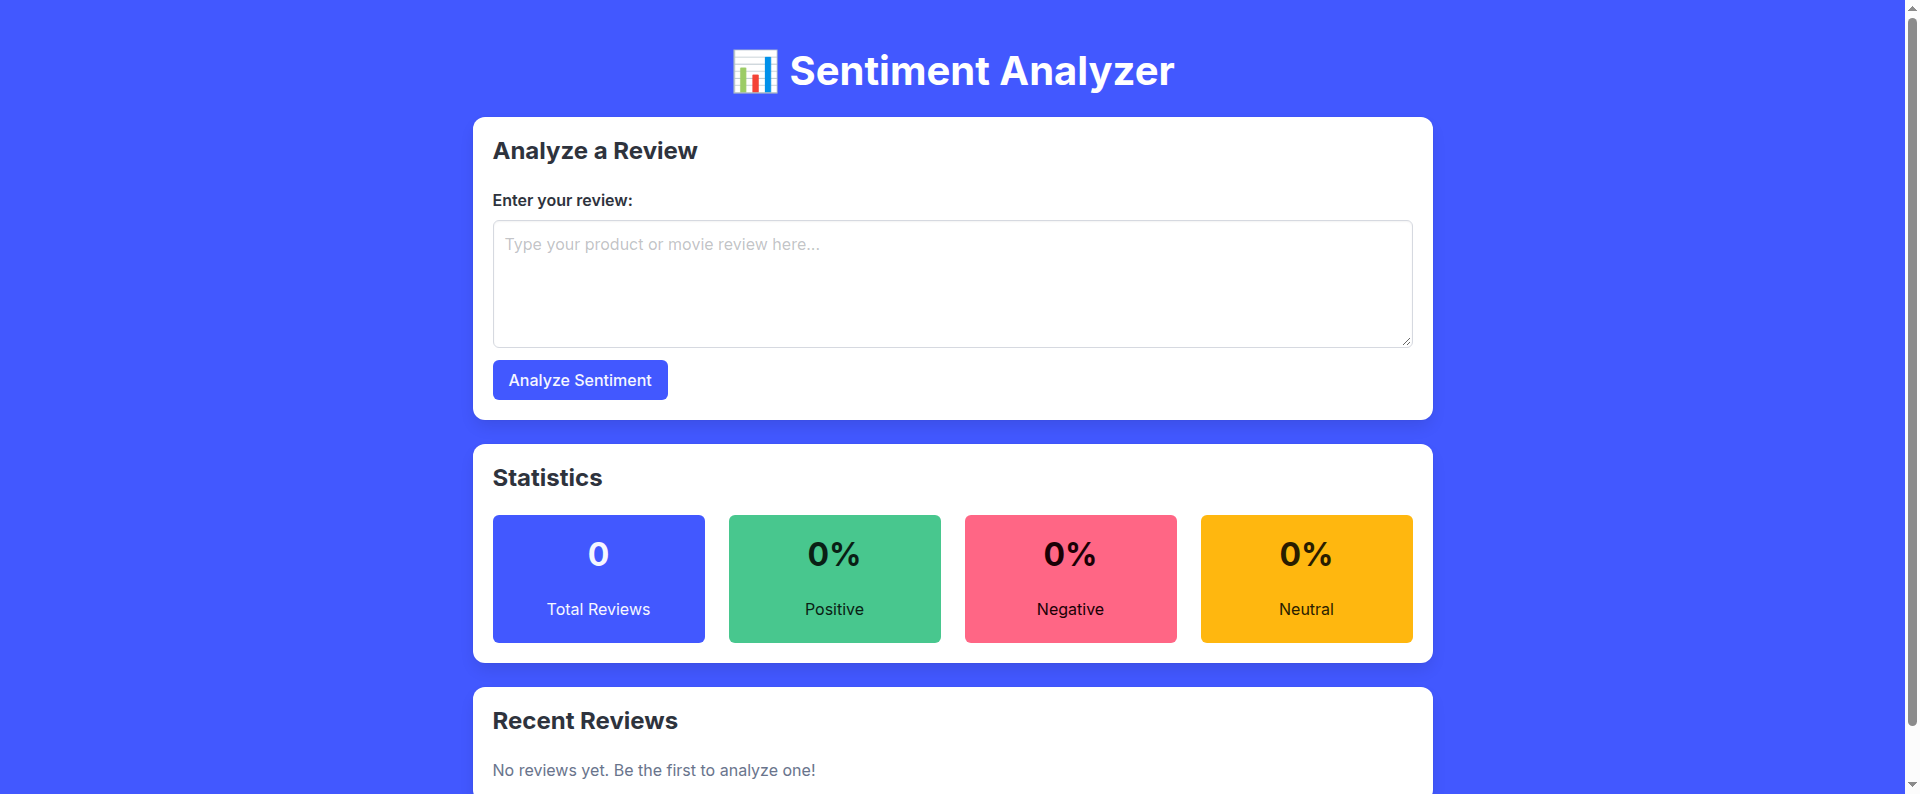 📊 Sentiment Analyzer
Analyze a Review
Enter your review:
Type your product or movie review here...
Analyze Sentiment
Statistics
0
Total Reviews
0%
Positive
0%
Negative
0%
Neutral
Recent Reviews
No reviews yet. Be the first to analyze one!